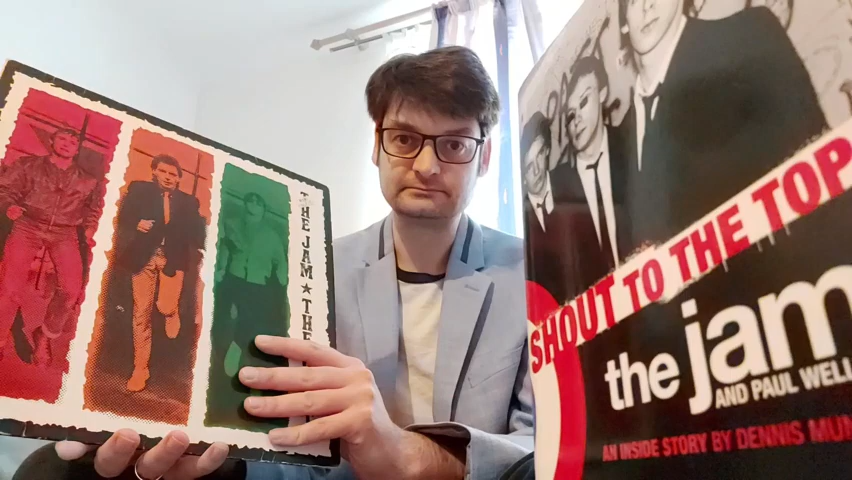 THE JAM★THE
SHOUT TO THE TOP
the jam
AND PAUL WELL
AN INSIDE STORY BY DENNIS MUN